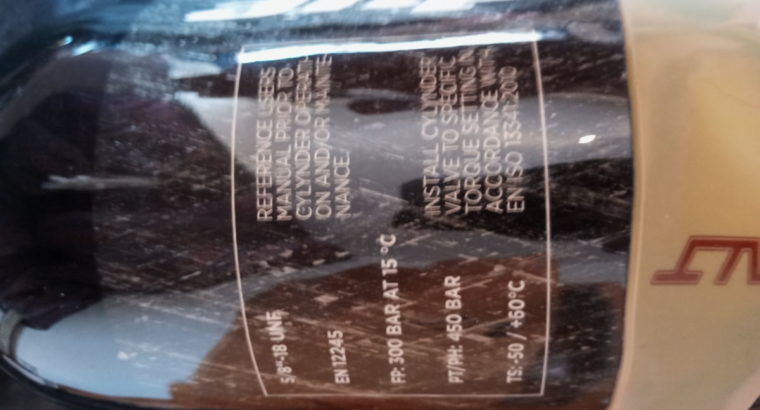 5/8"-18 UNF
EN 12245
FP: 300 BAR AT 15 °C
PT/PH: 450 BAR
TS: -50 / +60°C
REFERENCE USERS
MANUAL PRIOR TO
CYLYNDER OPERATI-
ON AND/OR MAINTE-
NANCE.
INSTALL CYLYNDER
VALVE TO SPECIFIC
TORQUE SETTING IN
ACCORDANCE WITH
EN ISO 13341:2010